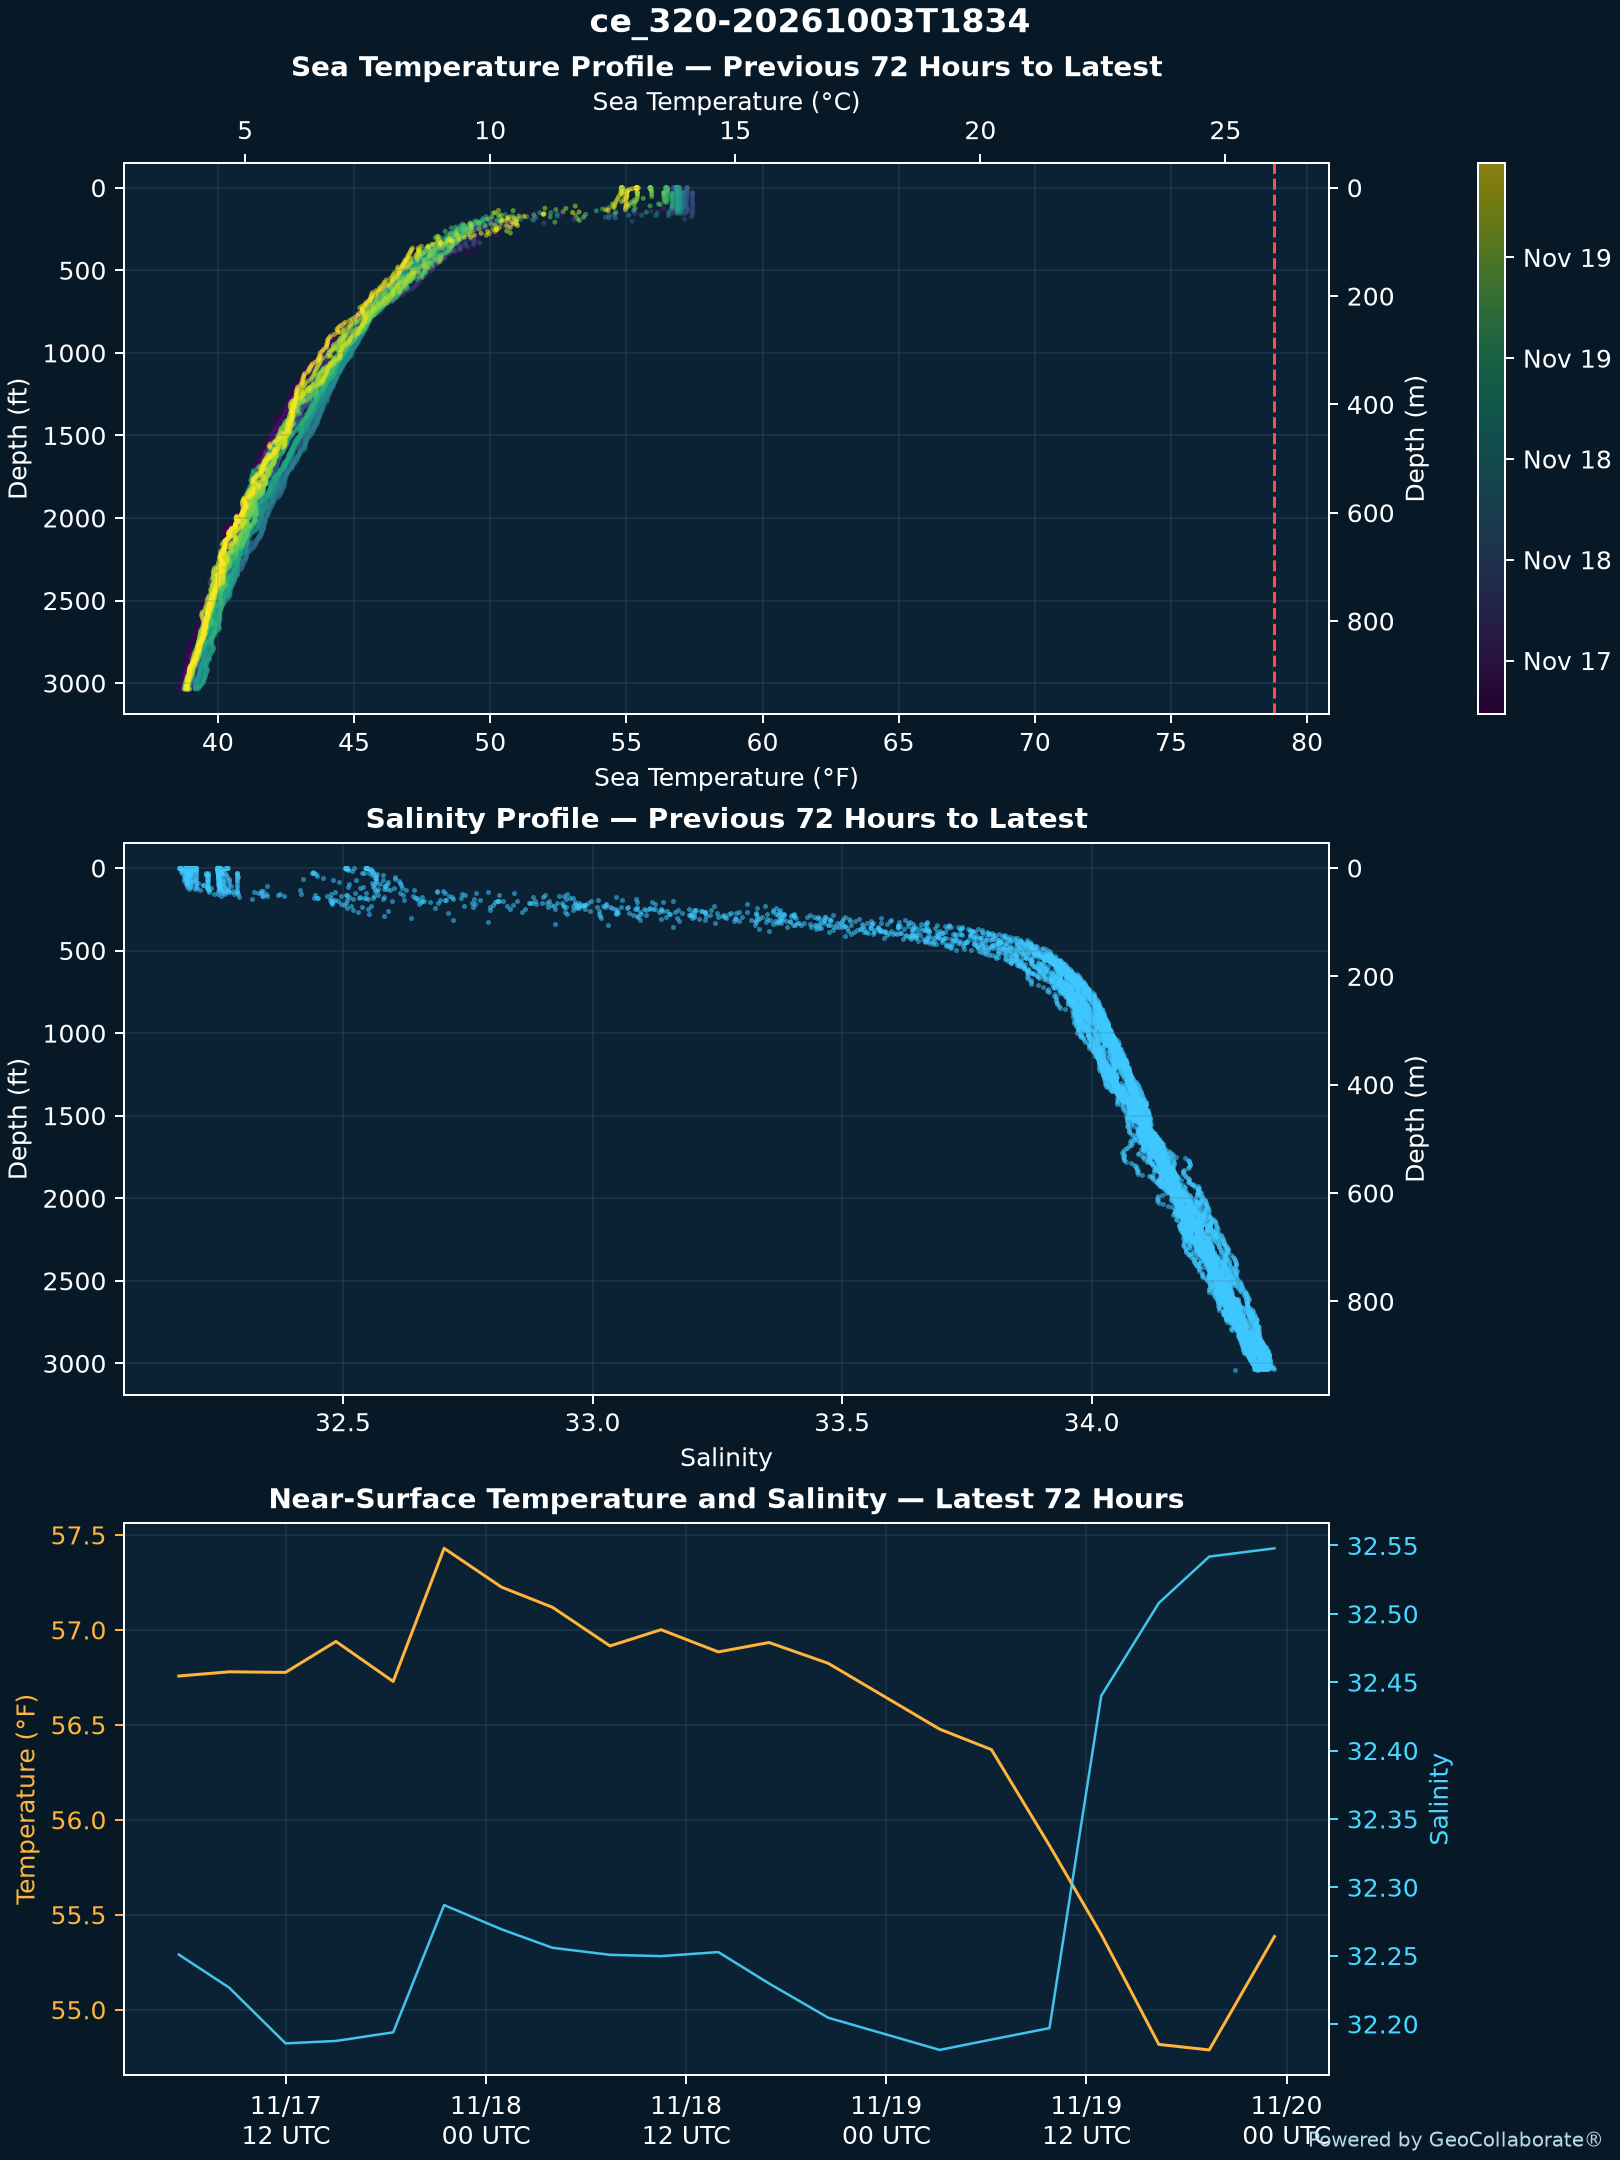 ce_320-20261003T1834
Sea Temperature Profile — Previous 72 Hours to Latest
Sea Temperature (°C)
5 10 15 20 25
0
500
1000
1500
2000
2500
3000
Depth (ft)
0
200
400
600
800
Depth (m)
Nov 19
Nov 19
Nov 18
Nov 18
Nov 17
40 45 50 55 60 65 70 75 80
Sea Temperature (°F)
Salinity Profile — Previous 72 Hours to Latest
0
500
1000
1500
2000
2500
3000
Depth (ft)
0
200
400
600
800
Depth (m)
32.5 33.0 33.5 34.0
Salinity
Near-Surface Temperature and Salinity — Latest 72 Hours
57.5
57.0
56.5
56.0
55.5
55.0
Temperature (°F)
32.55
32.50
32.45
32.40
32.35
32.30
32.25
32.20
Salinity
11/17 11/18 11/18 11/19 11/19 11/20
12 UTC 00 UTC 12 UTC 00 UTC 12 UTC 00 UTC
Powered by GeoCollaborate®